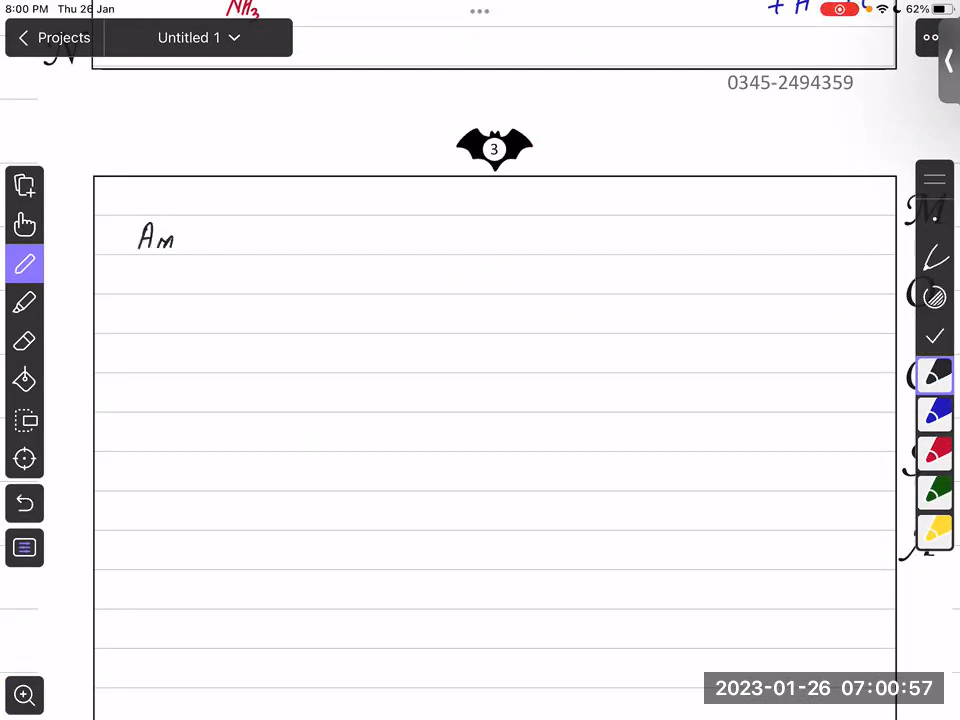 8:00 PM Thu 26 Jan
NH3
+ H
62%
Projects
Untitled 1
0345-2494359
3
Am
M
2023-01-26 07:00:57